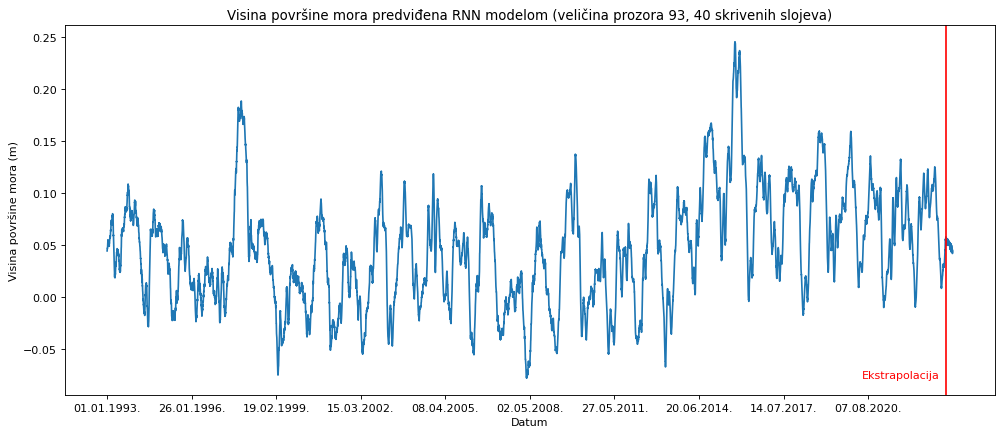 Visina površine mora predviđena RNN modelom (veličina prozora 93, 40 skrivenih slojeva)
Visina površine mora (m)
0.25
0.20
0.15
0.10
0.05
0.00
−0.05
Ekstrapolacija
01.01.1993. 26.01.1996. 19.02.1999. 15.03.2002. 08.04.2005. 02.05.2008. 27.05.2011. 20.06.2014. 14.07.2017. 07.08.2020.
Datum